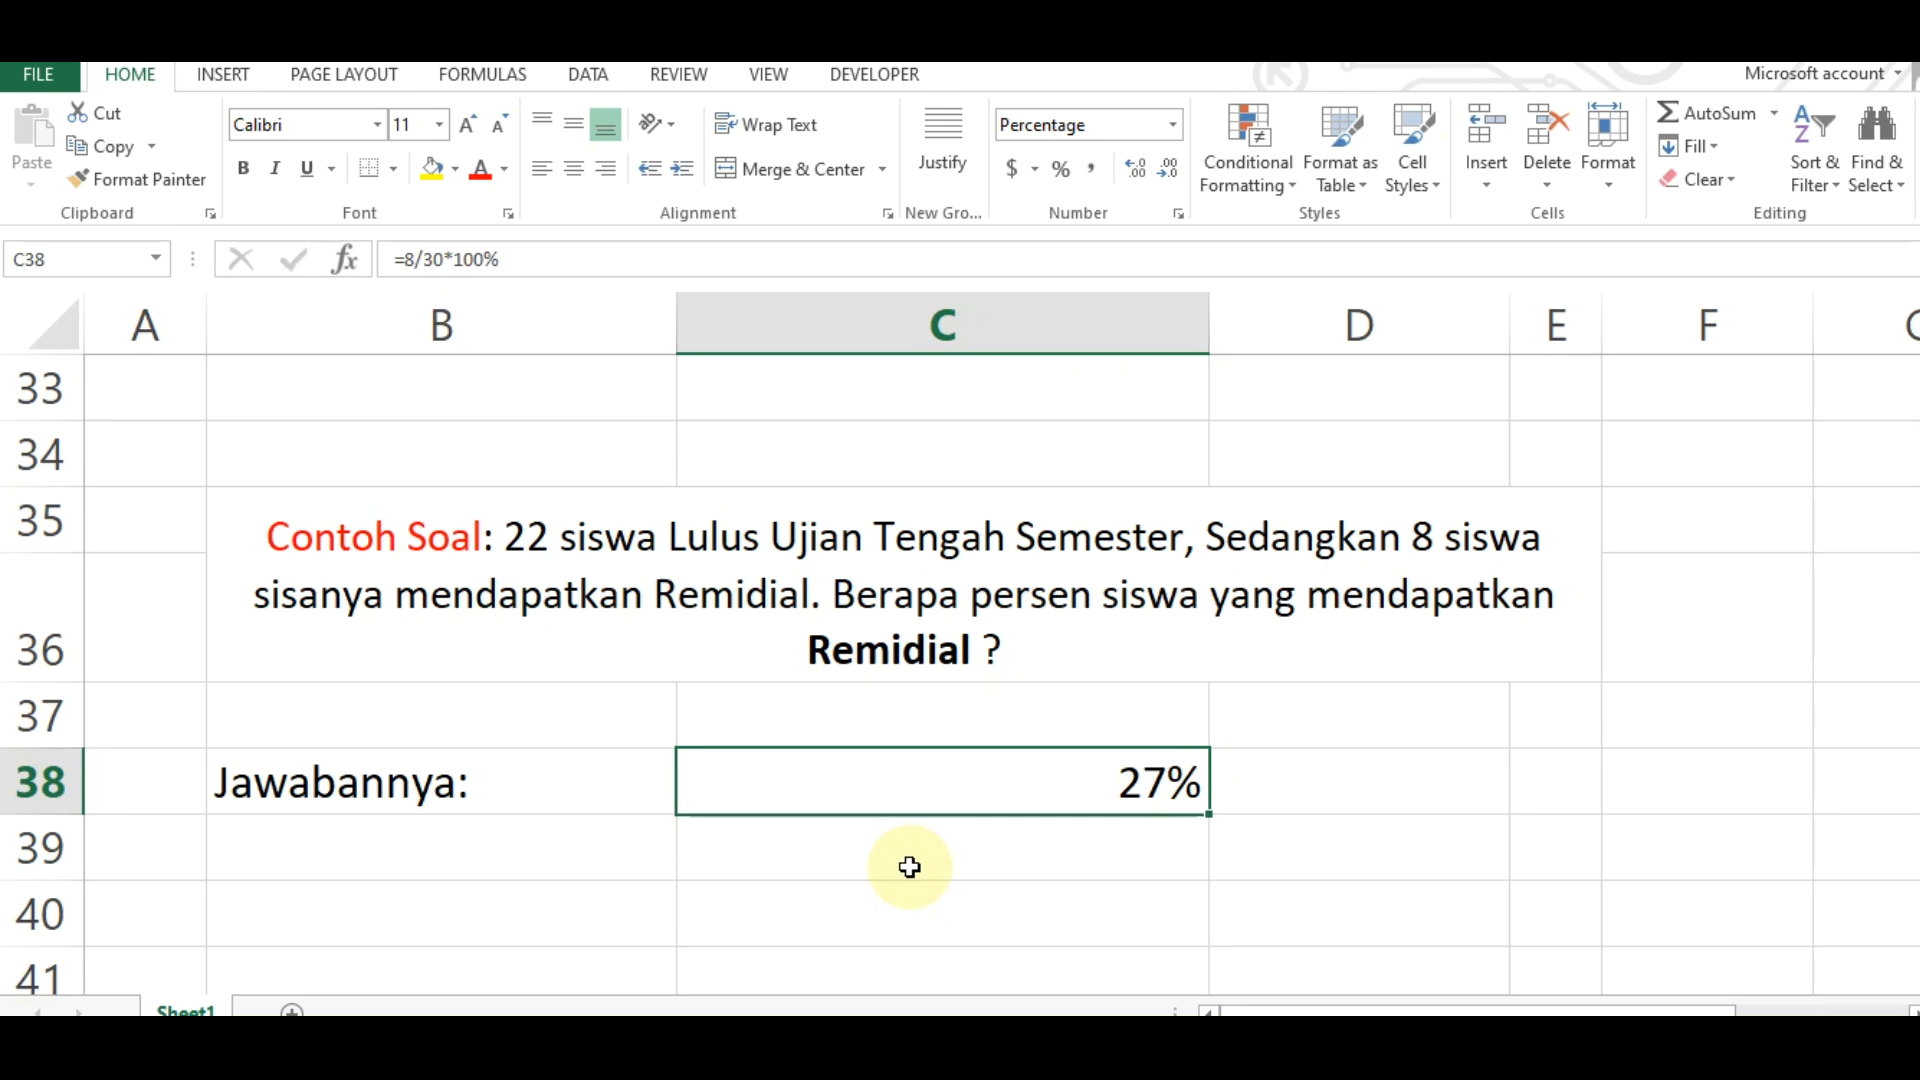 FILE HOME INSERT PAGE LAYOUT FORMULAS DATA REVIEW VIEW DEVELOPER Microsoft account
Paste
Cut
Copy
Format Painter
Clipboard
Calibri 11
B I U A
Font
Wrap Text
Merge & Center
Alignment
Justify
New Gro...
Percentage
$ % ,
Number
Conditional Formatting
Format as Table
Cell Styles
Styles
Insert
Delete
Format
Cells
AutoSum
Fill
Clear
Sort & Filter
Find & Select
Editing
C38 fx =8/30*100%
A B C D E F
33
34
35
Contoh Soal: 22 siswa Lulus Ujian Tengah Semester, Sedangkan 8 siswa
sisanya mendapatkan Remidial. Berapa persen siswa yang mendapatkan
Remidial ?
36
37
38 Jawabannya: 27%
39
40
41
Sheet1